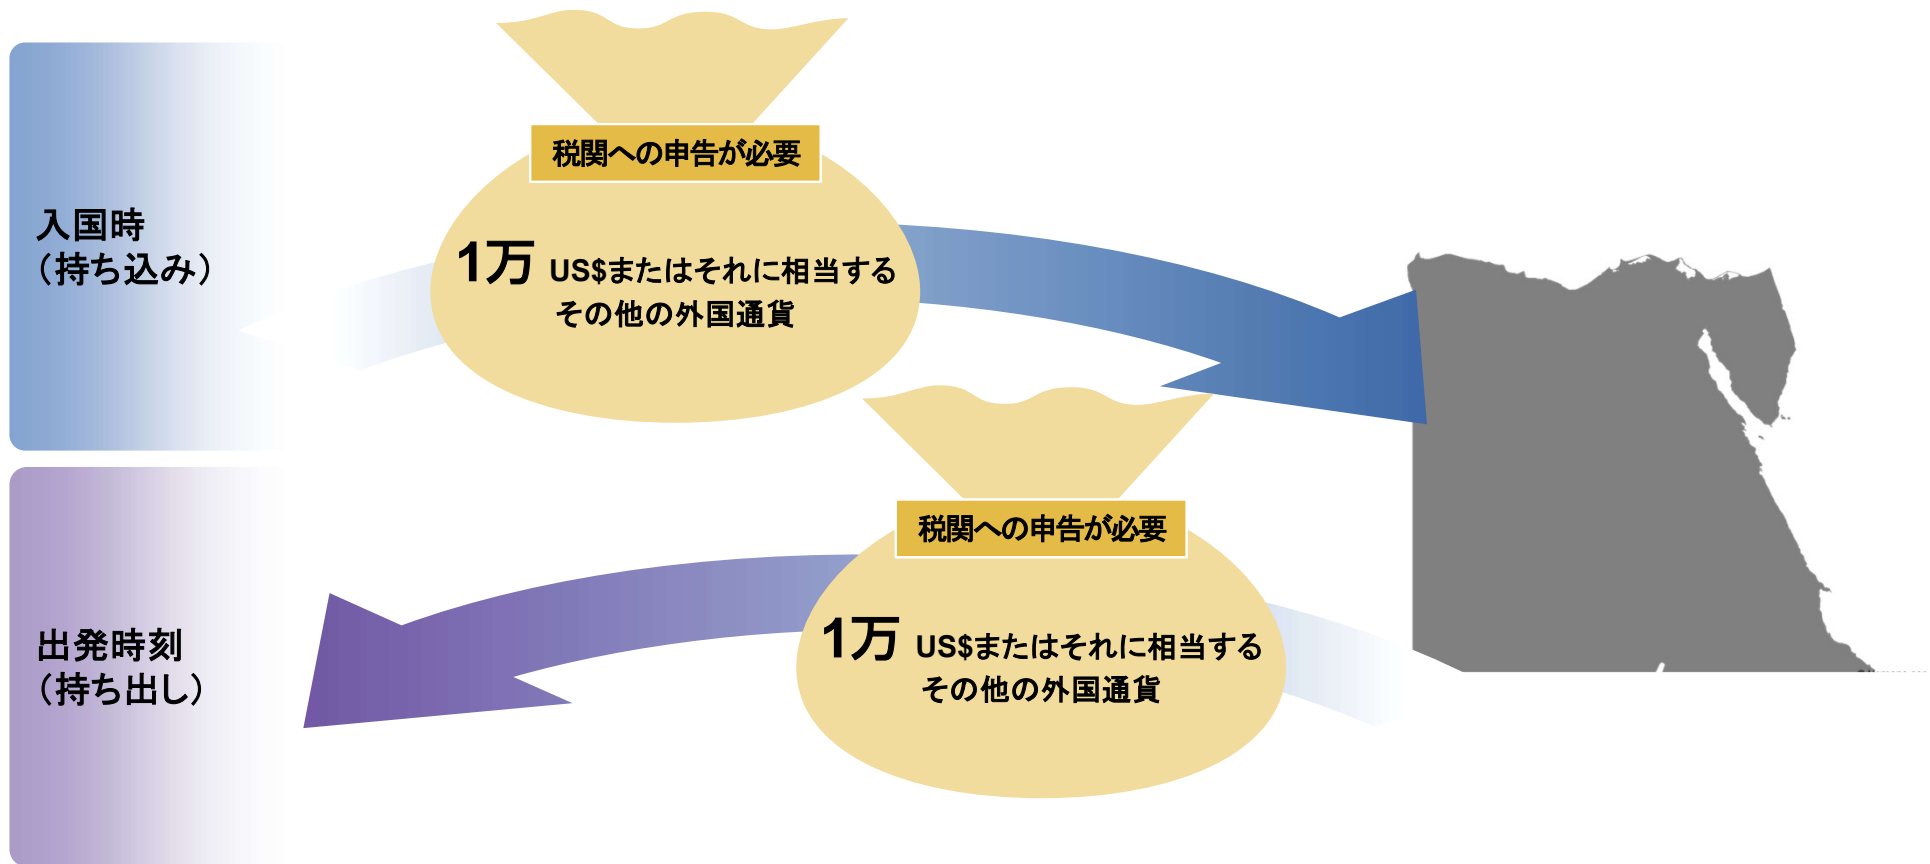 入国時
（持ち込み）
税関への申告が必要
1万 US$またはそれに相当する
その他の外国通貨
出発時刻
（持ち出し）
税関への申告が必要
1万 US$またはそれに相当する
その他の外国通貨